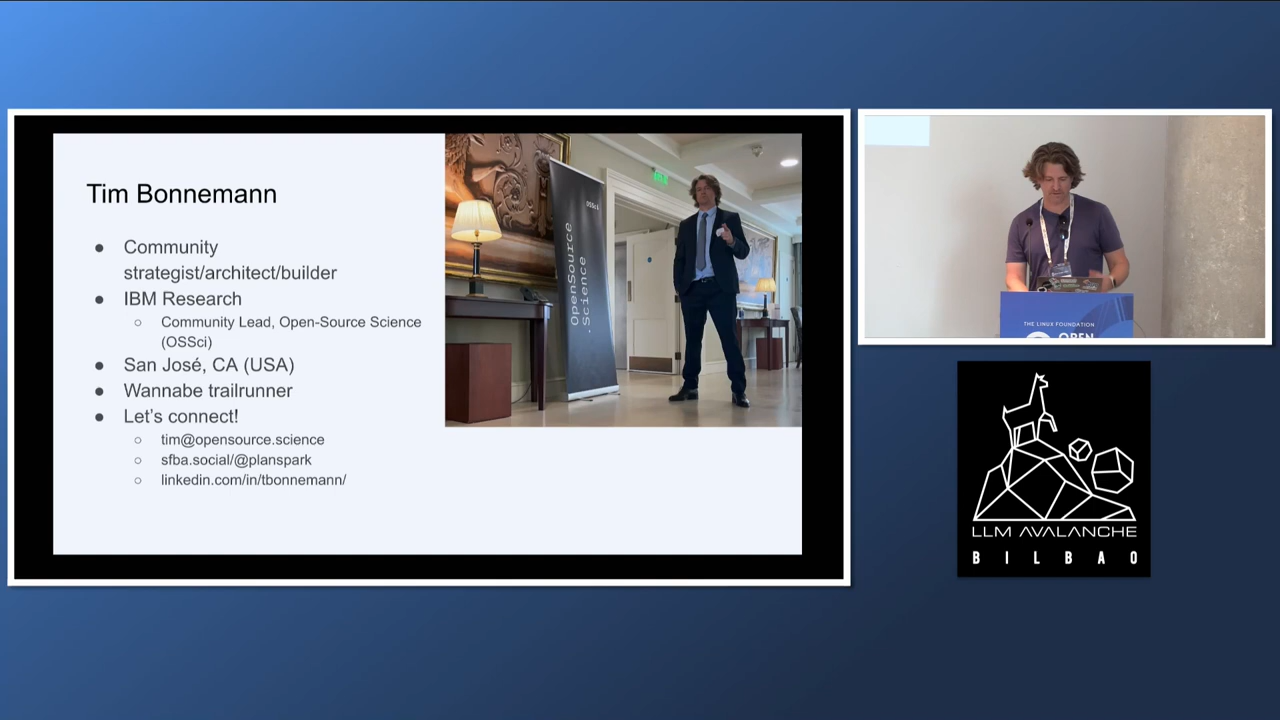 Tim Bonnemann
● Community
strategist/architect/builder
● IBM Research
○ Community Lead, Open-Source Science
(OSSci)
● San José, CA (USA)
● Wannabe trailrunner
● Let's connect!
○ tim@opensource.science
○ sfba.social/@planspark
○ linkedin.com/in/tbonnemann/
OpenSource
.Science
THE LINUX FOUNDATION
OPEN
LLM AVALANCHE
BILBAO